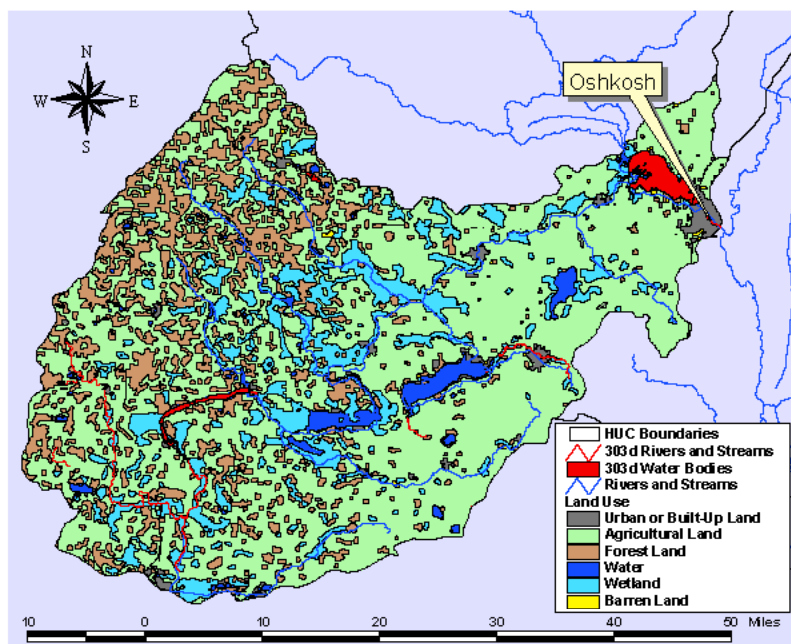 N
W E
S
Oshkosh
HUC Boundaries
303d Rivers and Streams
303d Water Bodies
Rivers and Streams
Land Use
Urban or Built-Up Land
Agricultural Land
Forest Land
Water
Wetland
Barren Land
10 0 10 20 30 40 50 Miles